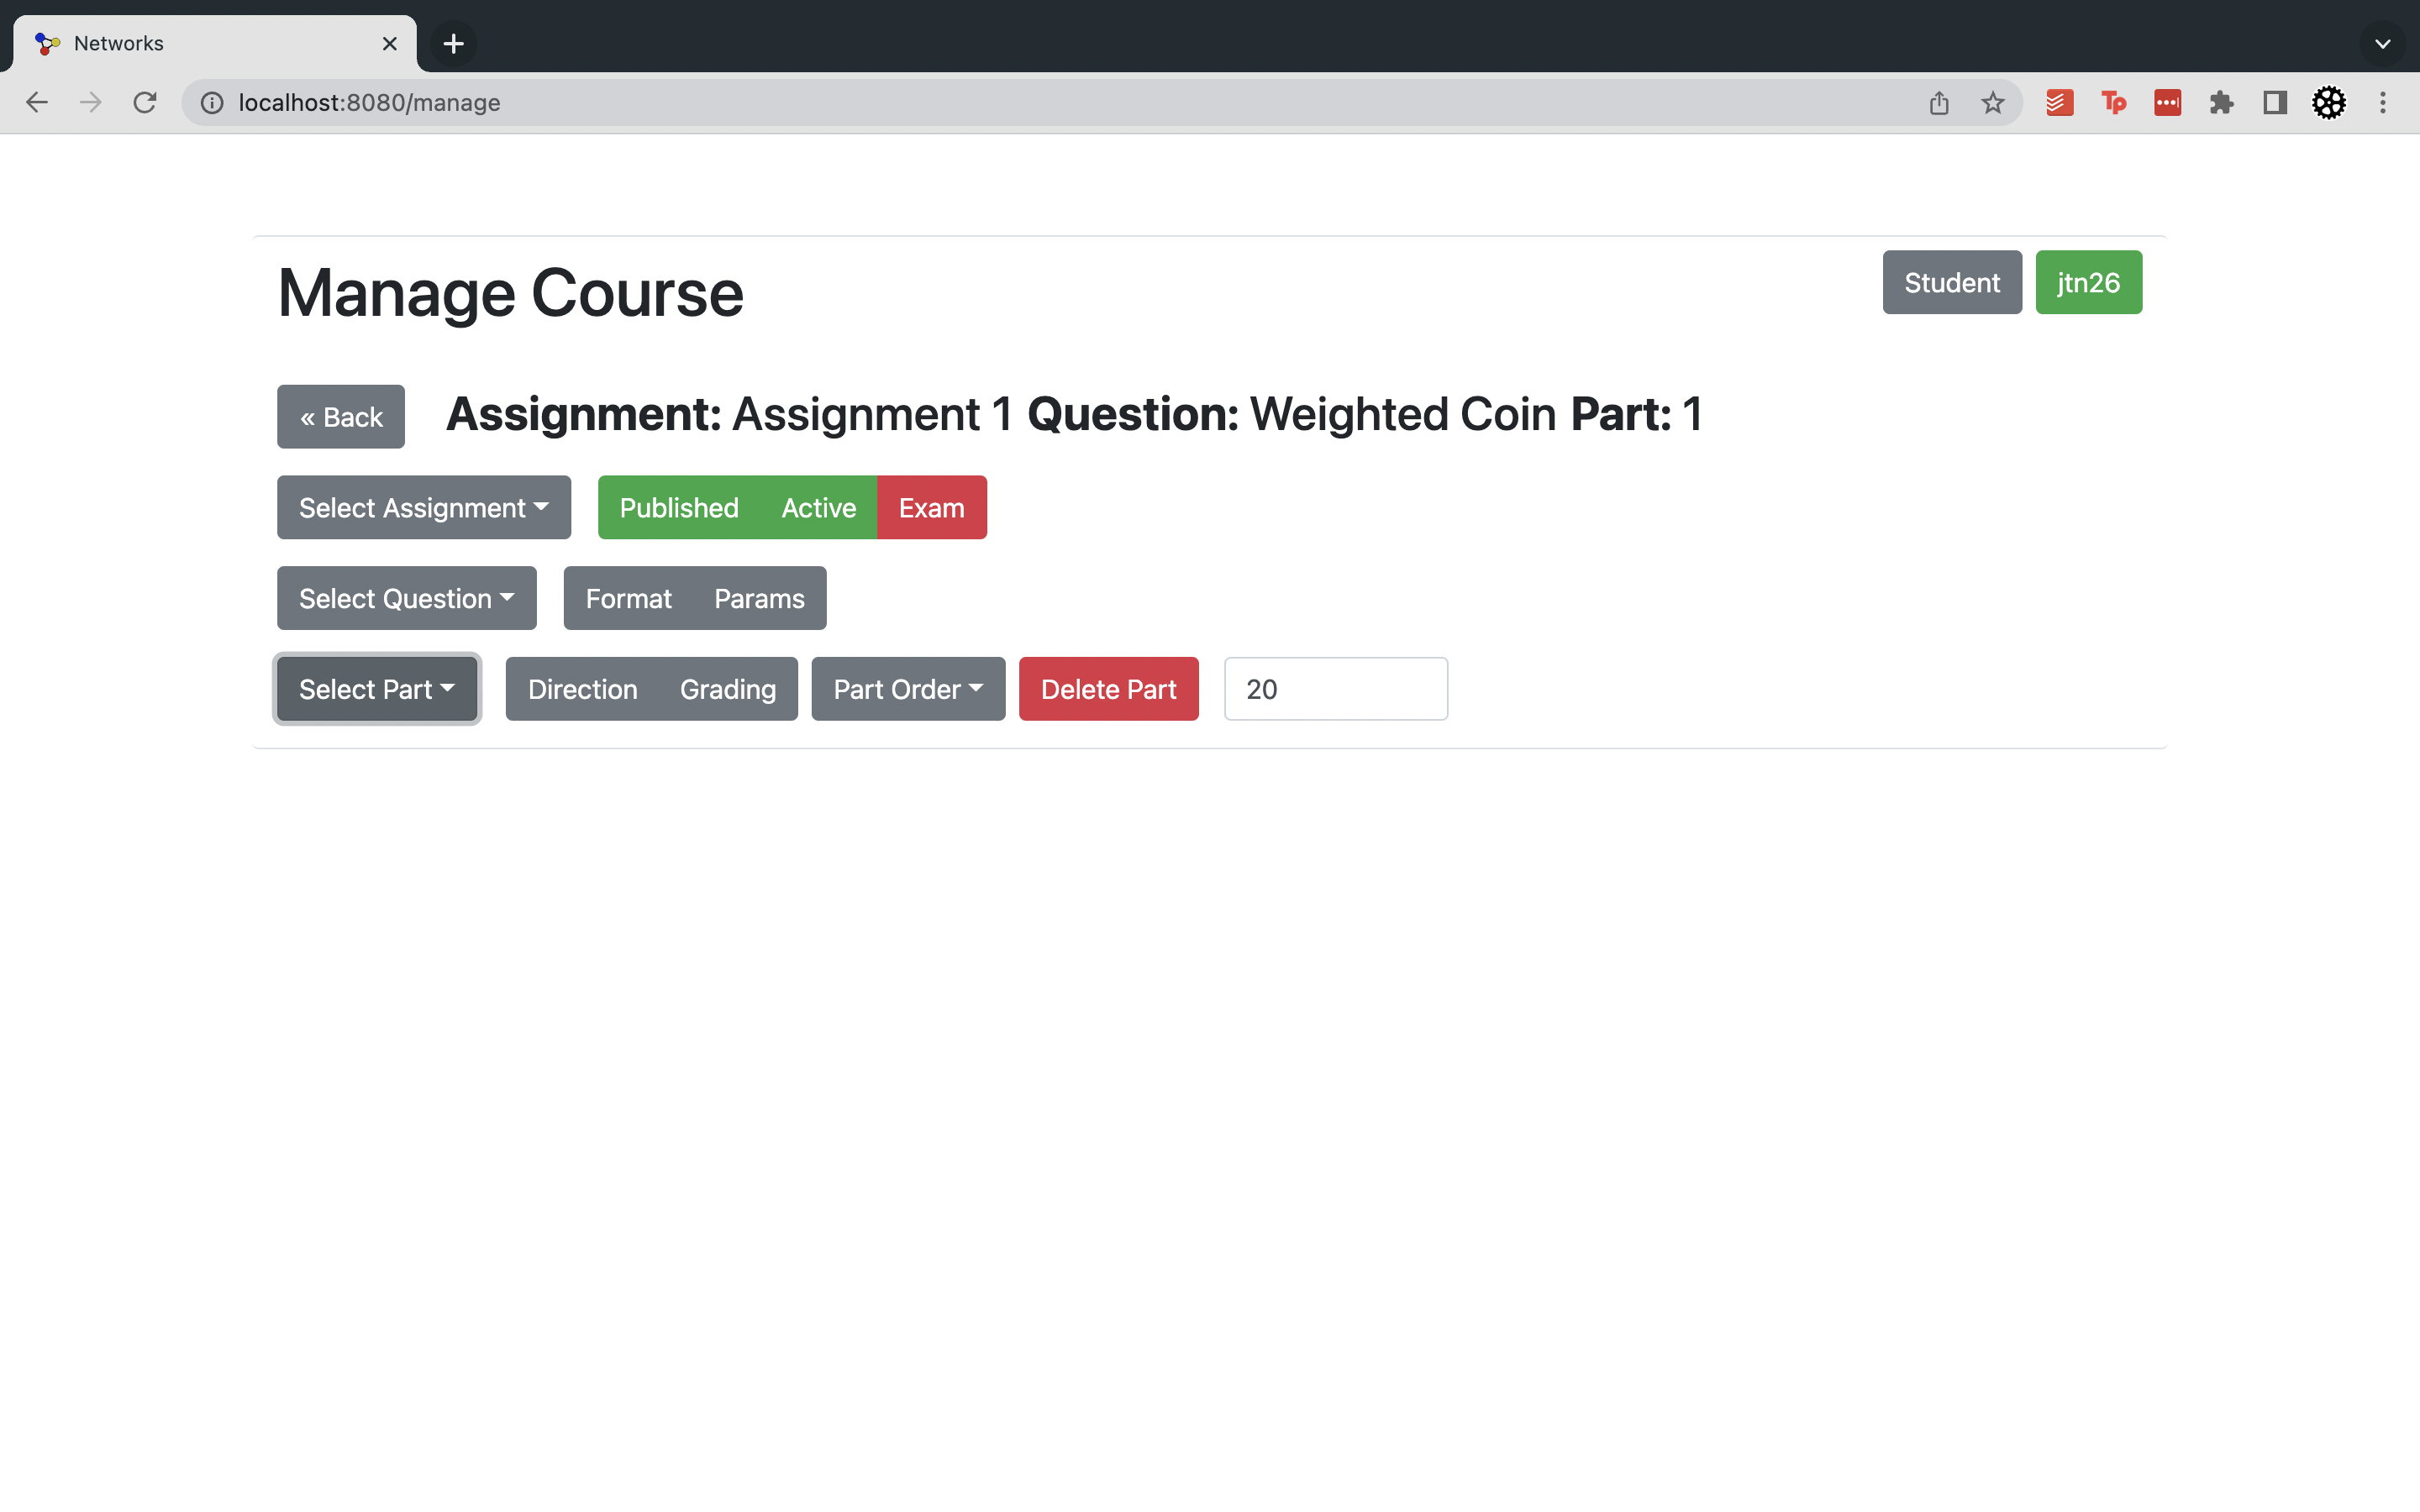 Networks
localhost:8080/manage
Manage Course
Student jtn26
« Back Assignment: Assignment 1 Question: Weighted Coin Part: 1
Select Assignment Published Active Exam
Select Question Format Params
Select Part Direction Grading Part Order Delete Part 20